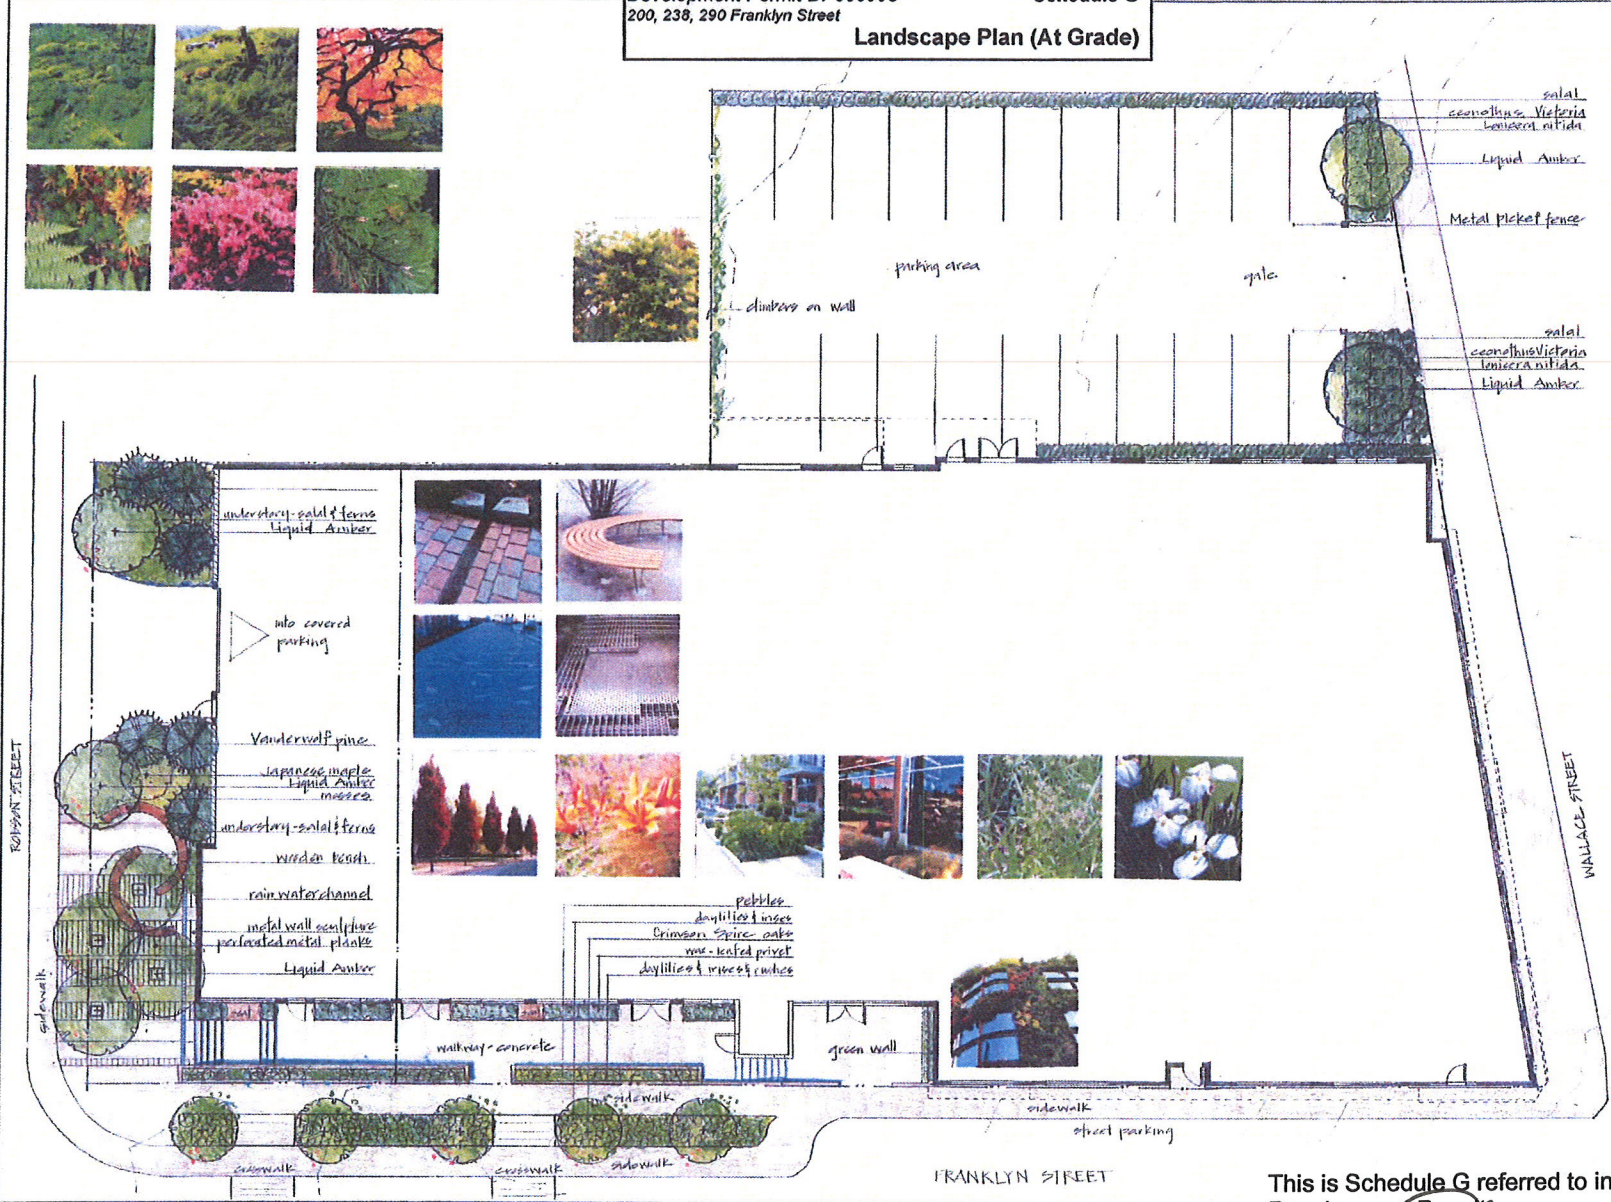 200, 238, 290 Franklyn Street
Landscape Plan (At Grade)
salal
ceonothus Victoria
Lonicera nitida
Liquid Amber
Metal picket fence
parking area
gate
climbers on wall
salal
ceonothus Victoria
lonicera nitida
Liquid Amber
understory-salal & ferns
Liquid Amber
into covered
parking
Vanderwolf pine
Japanese maple
Liquid Amber
mosses
understory-salal & ferns
wooden bench
rain water channel
metal wall sculpture
perforated metal planks
Liquid Amber
ROBSON STREET
sidewalk
WALLACE STREET
pebbles
daylilies & irises
Crimson Spire oaks
wax-leafed privet
daylilies & irises & rushes
seat
seat
walkway-concrete
green wall
sidewalk
sidewalk
street parking
crosswalk
crosswalk
sidewalk
FRANKLYN STREET
This is Schedule G referred to in